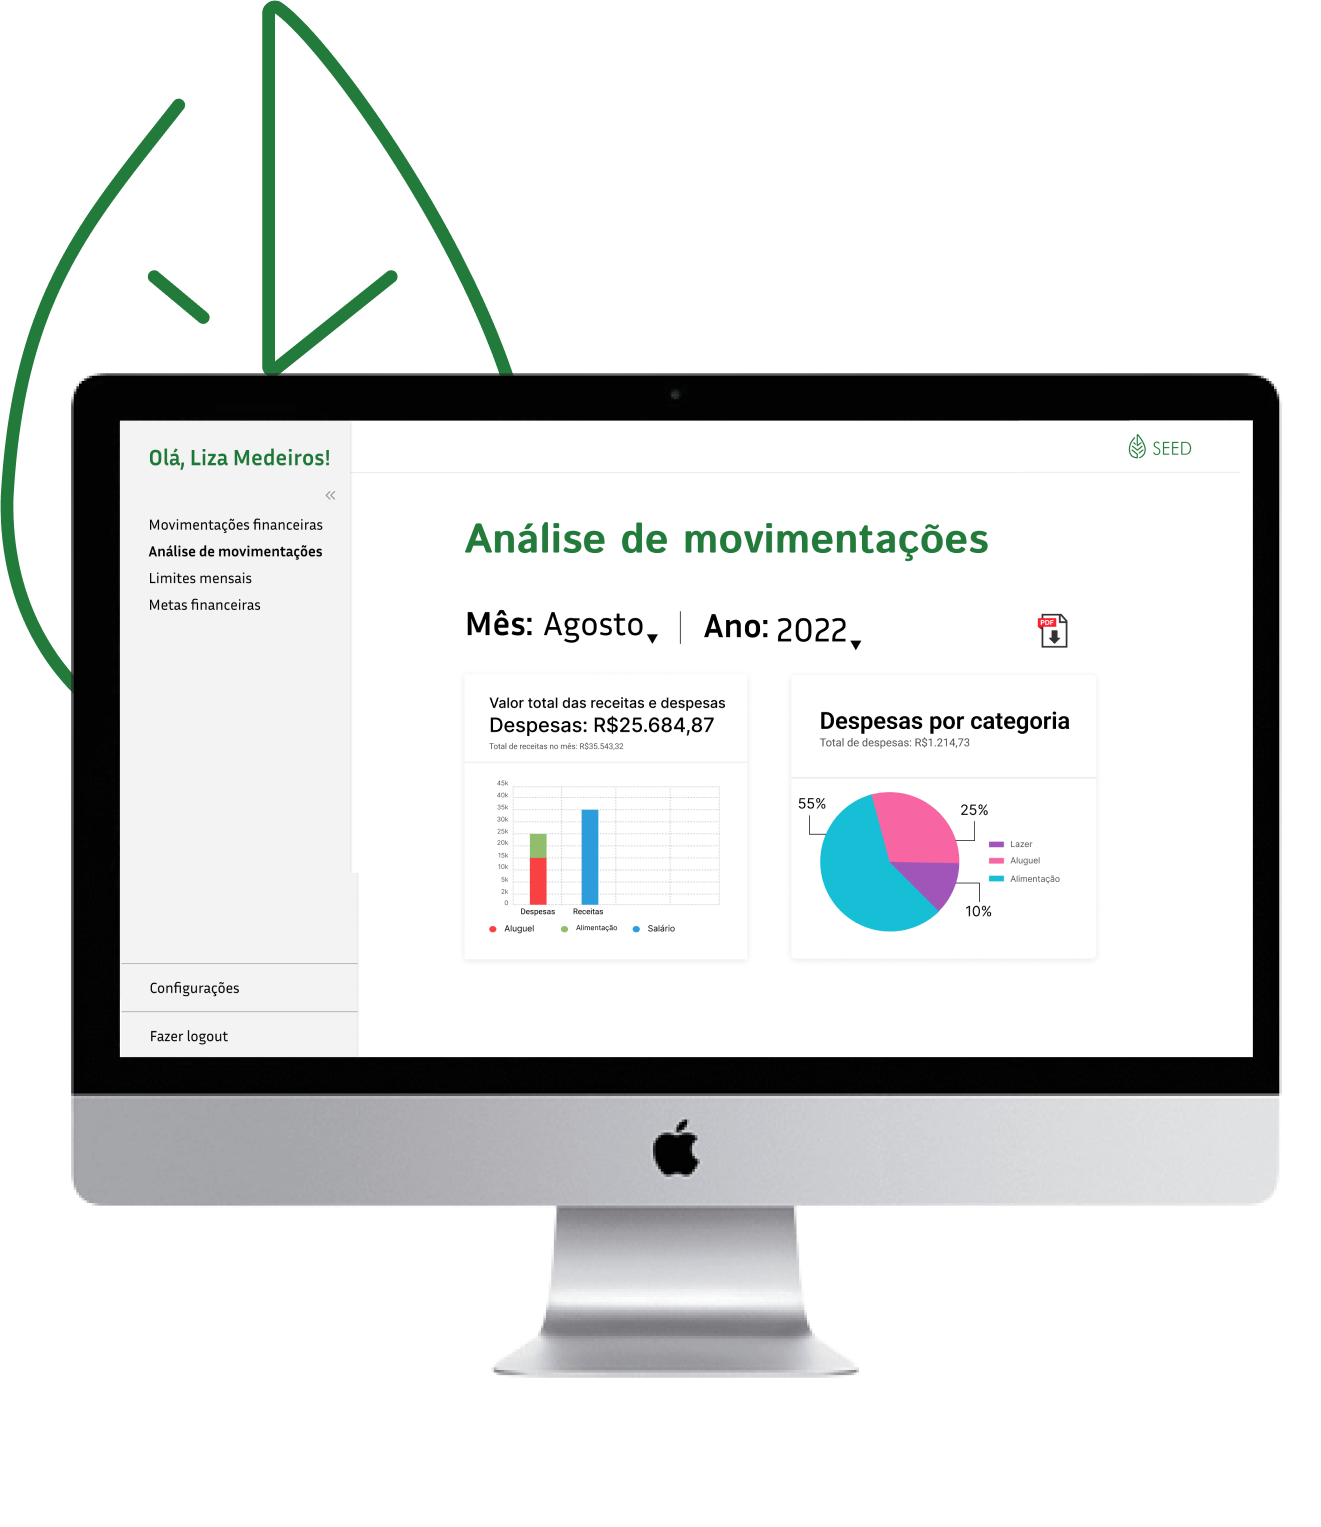 Olá, Liza Medeiros!
«
Movimentações financeiras
Análise de movimentações
Limites mensais
Metas financeiras
Configurações
Fazer logout
SEED
Análise de movimentações
Mês: Agosto
Ano: 2022
PDF
Valor total das receitas e despesas
Despesas: R$25.684,87
Total de receitas no mês: R$35.543,32
45k
40k
35k
30k
25k
20k
15k
10k
5k
2k
0
Despesas Receitas
Aluguel Alimentação Salário
Despesas por categoria
Total de despesas: R$1.214,73
55%
25%
10%
Lazer
Aluguel
Alimentação